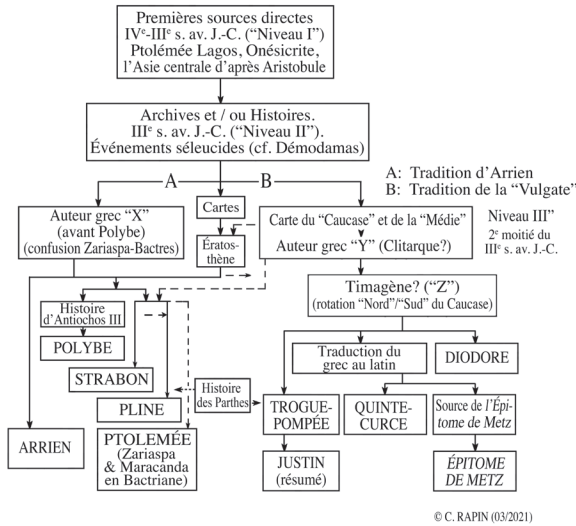 Premières sources directes
IVᵉ-IIIᵉ s. av. J.-C. (“Niveau I”)
Ptolémée Lagos, Onésicrite,
l’Asie centrale d’après Aristobule
Archives et / ou Histoires.
IIIᵉ s. av. J.-C. (“Niveau II”).
Événements séleucides (cf. Démodamas)
A: Tradition d’Arrien
B: Tradition de la “Vulgate”
A
B
Auteur grec “X”
(avant Polybe)
(confusion Zariaspa-Bactres)
Cartes
Ératos-
thène
Carte du “Caucase” et de la “Médie”
Auteur grec “Y” (Clitarque?)
Niveau III”
2ᵉ moitié du
IIIᵉ s. av. J.-C.
Timagène? (“Z”)
(rotation “Nord”/“Sud” du Caucase)
Histoire
d’Antiochos III
POLYBE
STRABON
PLINE
ARRIEN
PTOLEMÉE
(Zariaspa
& Maracanda
en Bactriane)
Histoire
des Parthes
Traduction du
grec au latin
DIODORE
TROGUE-
POMPÉE
QUINTE-
CURCE
Source de l’Épi-
tome de Metz
JUSTIN
(résumé)
ÉPITOME
DE METZ
© C. RAPIN (03/2021)